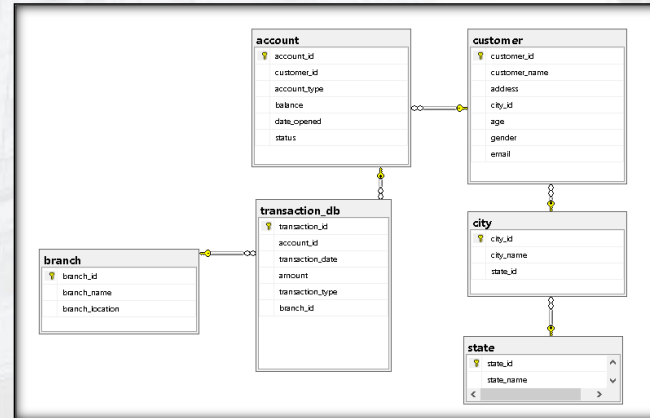 account
account_id
customer_id
account_type
balance
date_opened
status
customer
customer_id
customer_name
address
city_id
age
gender
email
transaction_db
transaction_id
account_id
transaction_date
amount
transaction_type
branch_id
branch
branch_id
branch_name
branch_location
city
city_id
city_name
state_id
state
state_id
state_name